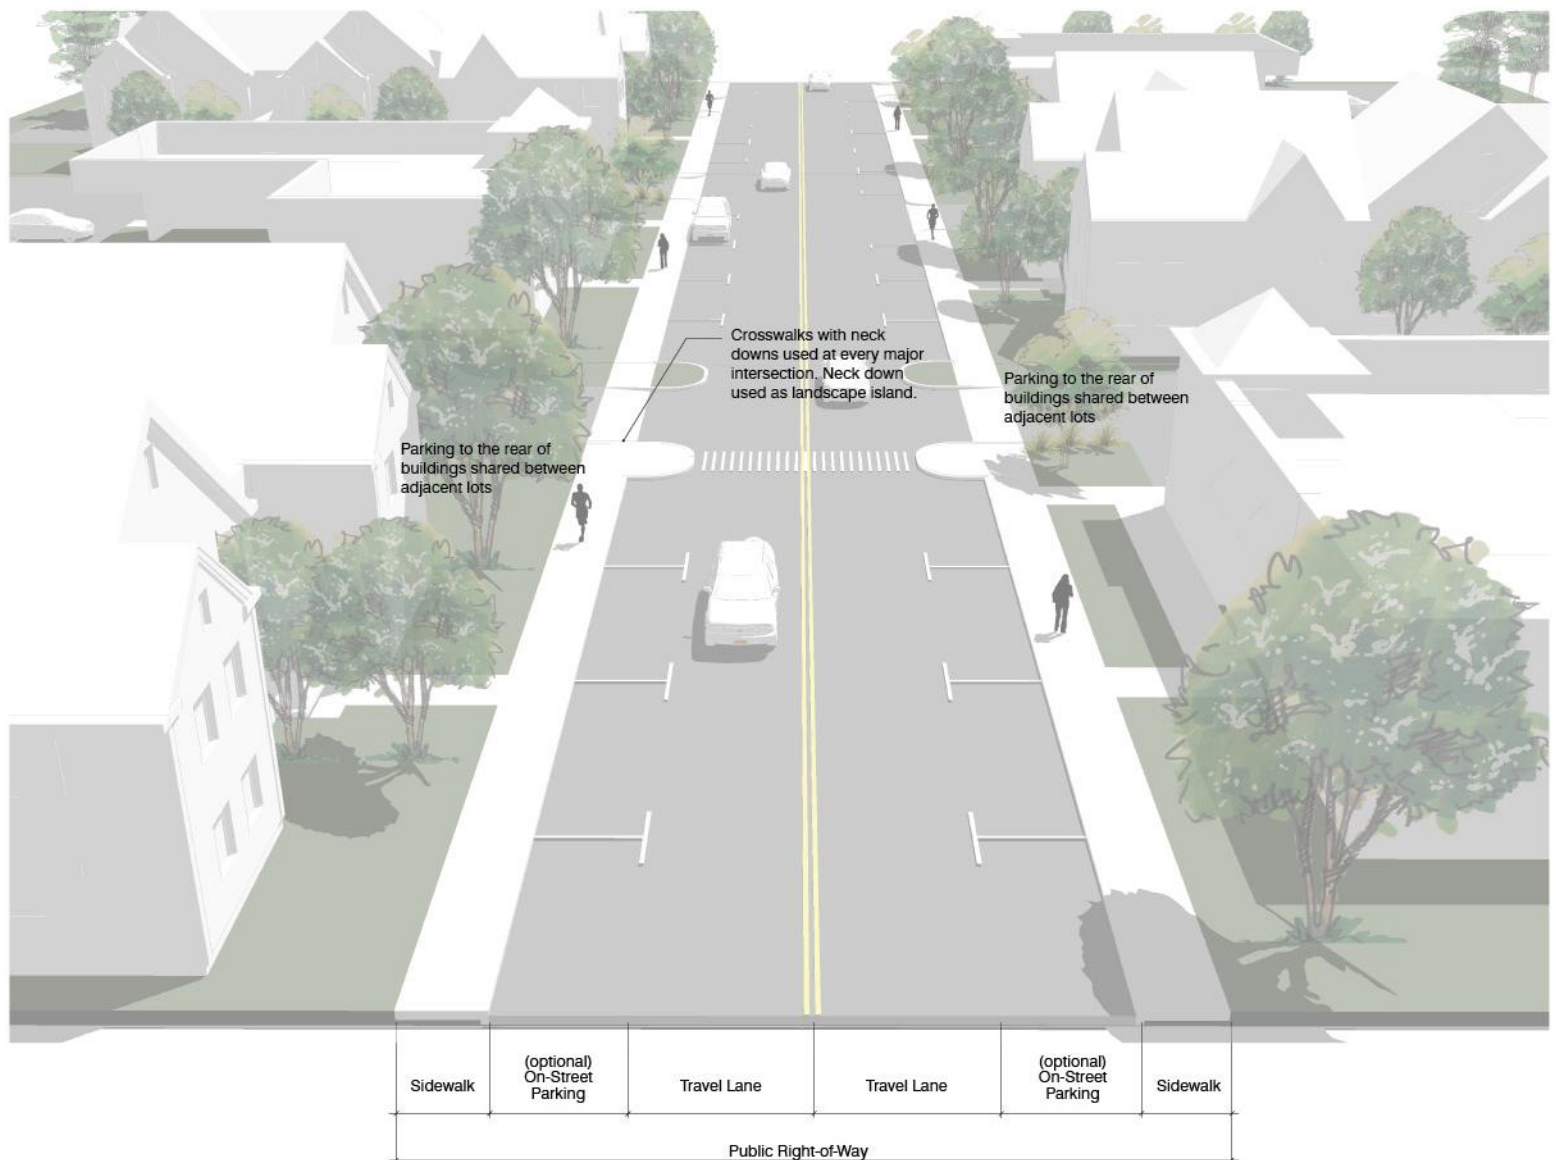 Crosswalks with neck
downs used at every major
intersection. Neck down
used as landscape island.
Parking to the rear of
buildings shared between
adjacent lots
Parking to the rear of
buildings shared between
adjacent lots
Sidewalk
(optional)
On-Street
Parking
Travel Lane
Travel Lane
(optional)
On-Street
Parking
Sidewalk
Public Right-of-Way